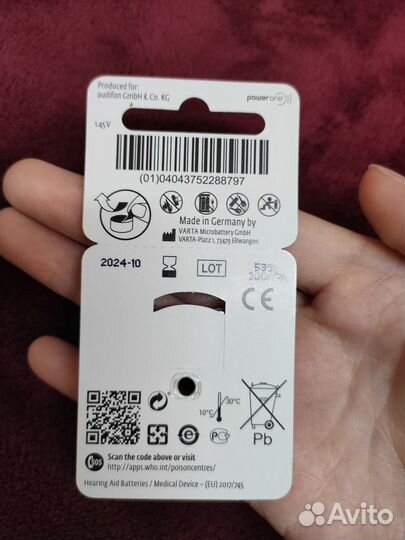 Produced for:
audifon GmbH & Co. KG
power one
1.45V
(01)04043752288797
Made in Germany by
VARTA Microbattery GmbH
VARTA-Platz 1, 73479 Ellwangen
2024-10
LOT
CE
10°C
30°C
Pb
SOS
Scan the code above or visit
http://apps.who.int/poisoncentres/
Hearing Aid Batteries / Medical Device – (EU) 2017/745
Avito